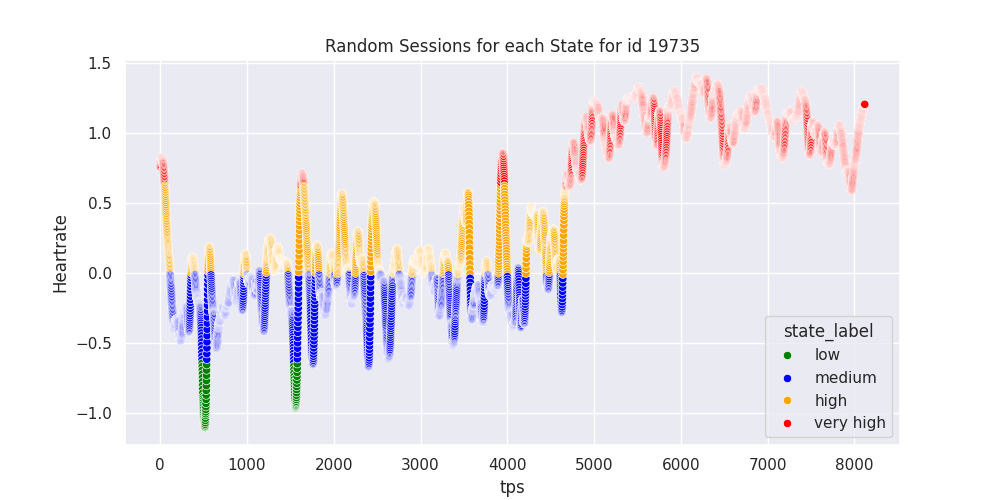 Random Sessions for each State for id 19735
Heartrate
1.5
1.0
0.5
0.0
−0.5
−1.0
0 1000 2000 3000 4000 5000 6000 7000 8000
tps
state_label
low
medium
high
very high